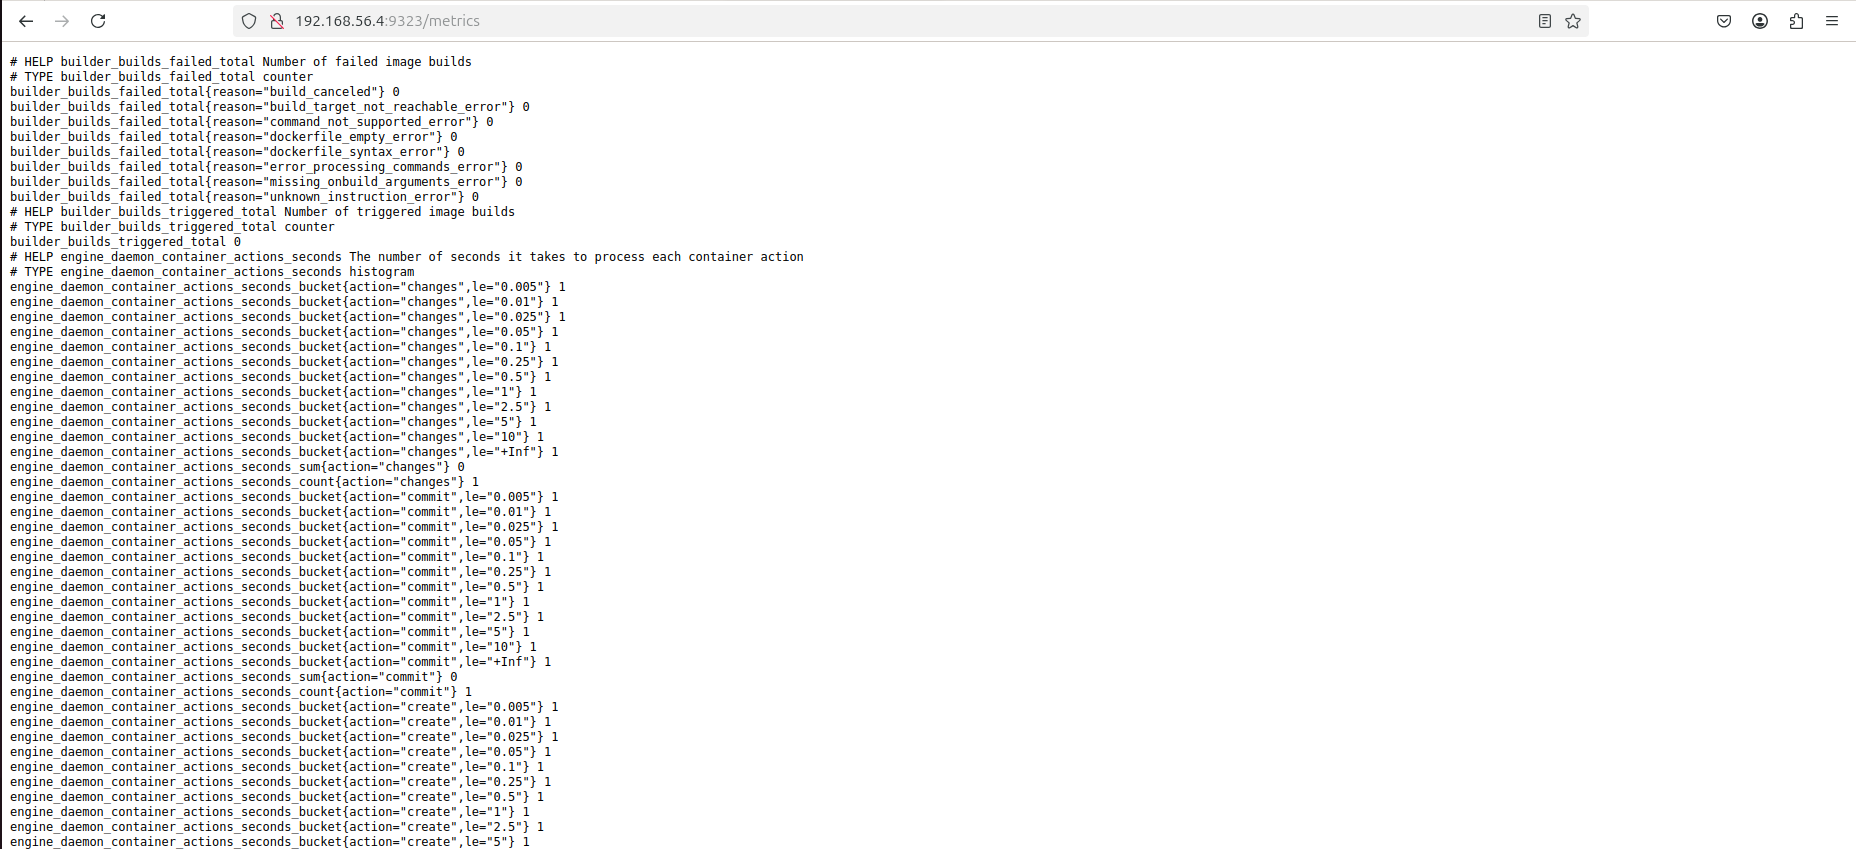 192.168.56.4:9323/metrics
# HELP builder_builds_failed_total Number of failed image builds
# TYPE builder_builds_failed_total counter
builder_builds_failed_total{reason="build_canceled"} 0
builder_builds_failed_total{reason="build_target_not_reachable_error"} 0
builder_builds_failed_total{reason="command_not_supported_error"} 0
builder_builds_failed_total{reason="dockerfile_empty_error"} 0
builder_builds_failed_total{reason="dockerfile_syntax_error"} 0
builder_builds_failed_total{reason="error_processing_commands_error"} 0
builder_builds_failed_total{reason="missing_onbuild_arguments_error"} 0
builder_builds_failed_total{reason="unknown_instruction_error"} 0
# HELP builder_builds_triggered_total Number of triggered image builds
# TYPE builder_builds_triggered_total counter
builder_builds_triggered_total 0
# HELP engine_daemon_container_actions_seconds The number of seconds it takes to process each container action
# TYPE engine_daemon_container_actions_seconds histogram
engine_daemon_container_actions_seconds_bucket{action="changes",le="0.005"} 1
engine_daemon_container_actions_seconds_bucket{action="changes",le="0.01"} 1
engine_daemon_container_actions_seconds_bucket{action="changes",le="0.025"} 1
engine_daemon_container_actions_seconds_bucket{action="changes",le="0.05"} 1
engine_daemon_container_actions_seconds_bucket{action="changes",le="0.1"} 1
engine_daemon_container_actions_seconds_bucket{action="changes",le="0.25"} 1
engine_daemon_container_actions_seconds_bucket{action="changes",le="0.5"} 1
engine_daemon_container_actions_seconds_bucket{action="changes",le="1"} 1
engine_daemon_container_actions_seconds_bucket{action="changes",le="2.5"} 1
engine_daemon_container_actions_seconds_bucket{action="changes",le="5"} 1
engine_daemon_container_actions_seconds_bucket{action="changes",le="10"} 1
engine_daemon_container_actions_seconds_bucket{action="changes",le="+Inf"} 1
engine_daemon_container_actions_seconds_sum{action="changes"} 0
engine_daemon_container_actions_seconds_count{action="changes"} 1
engine_daemon_container_actions_seconds_bucket{action="commit",le="0.005"} 1
engine_daemon_container_actions_seconds_bucket{action="commit",le="0.01"} 1
engine_daemon_container_actions_seconds_bucket{action="commit",le="0.025"} 1
engine_daemon_container_actions_seconds_bucket{action="commit",le="0.05"} 1
engine_daemon_container_actions_seconds_bucket{action="commit",le="0.1"} 1
engine_daemon_container_actions_seconds_bucket{action="commit",le="0.25"} 1
engine_daemon_container_actions_seconds_bucket{action="commit",le="0.5"} 1
engine_daemon_container_actions_seconds_bucket{action="commit",le="1"} 1
engine_daemon_container_actions_seconds_bucket{action="commit",le="2.5"} 1
engine_daemon_container_actions_seconds_bucket{action="commit",le="5"} 1
engine_daemon_container_actions_seconds_bucket{action="commit",le="10"} 1
engine_daemon_container_actions_seconds_bucket{action="commit",le="+Inf"} 1
engine_daemon_container_actions_seconds_sum{action="commit"} 0
engine_daemon_container_actions_seconds_count{action="commit"} 1
engine_daemon_container_actions_seconds_bucket{action="create",le="0.005"} 1
engine_daemon_container_actions_seconds_bucket{action="create",le="0.01"} 1
engine_daemon_container_actions_seconds_bucket{action="create",le="0.025"} 1
engine_daemon_container_actions_seconds_bucket{action="create",le="0.05"} 1
engine_daemon_container_actions_seconds_bucket{action="create",le="0.1"} 1
engine_daemon_container_actions_seconds_bucket{action="create",le="0.25"} 1
engine_daemon_container_actions_seconds_bucket{action="create",le="0.5"} 1
engine_daemon_container_actions_seconds_bucket{action="create",le="1"} 1
engine_daemon_container_actions_seconds_bucket{action="create",le="2.5"} 1
engine_daemon_container_actions_seconds_bucket{action="create",le="5"} 1